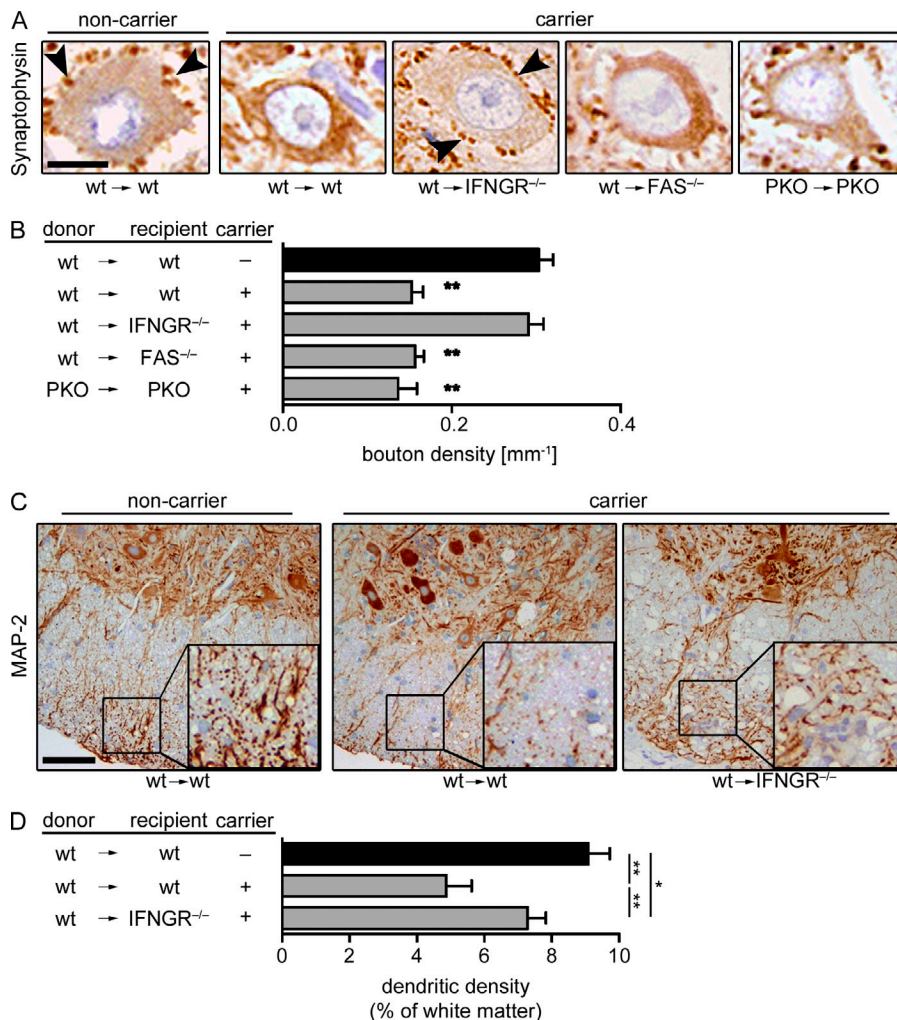 A
non-carrier carrier
Synaptophysin
wt → wt wt → wt wt → IFNGR⁻/⁻ wt → FAS⁻/⁻ PKO → PKO
B
donor recipient carrier
wt → wt –
wt → wt + **
wt → IFNGR⁻/⁻ +
wt → FAS⁻/⁻ + **
PKO → PKO + **
0.0 0.2 0.4
bouton density [mm⁻¹]
C
non-carrier carrier
MAP-2
wt → wt wt → wt wt → IFNGR⁻/⁻
D
donor recipient carrier
wt → wt –
wt → wt +
wt → IFNGR⁻/⁻ +
** ** *
0 2 4 6 8 10
dendritic density
(% of white matter)